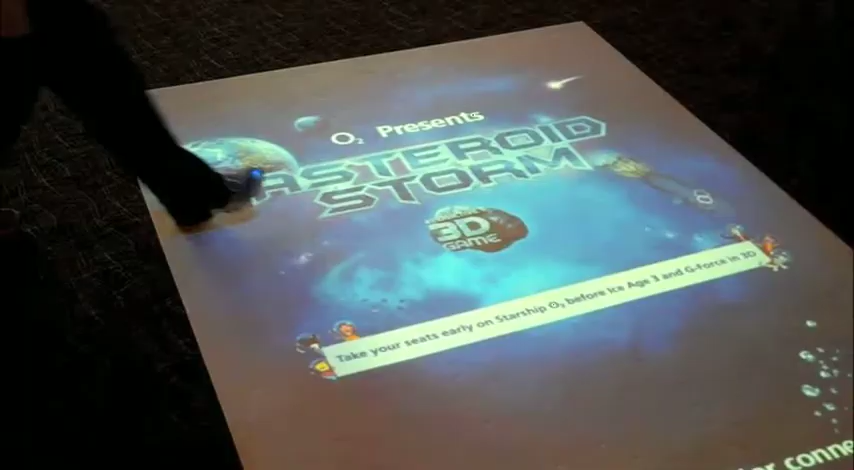 O2 Presents
ASTEROID
STORM
3D
GAME
Take your seats early on Starship O2 before Ice Age 3 and G-Force in 3D